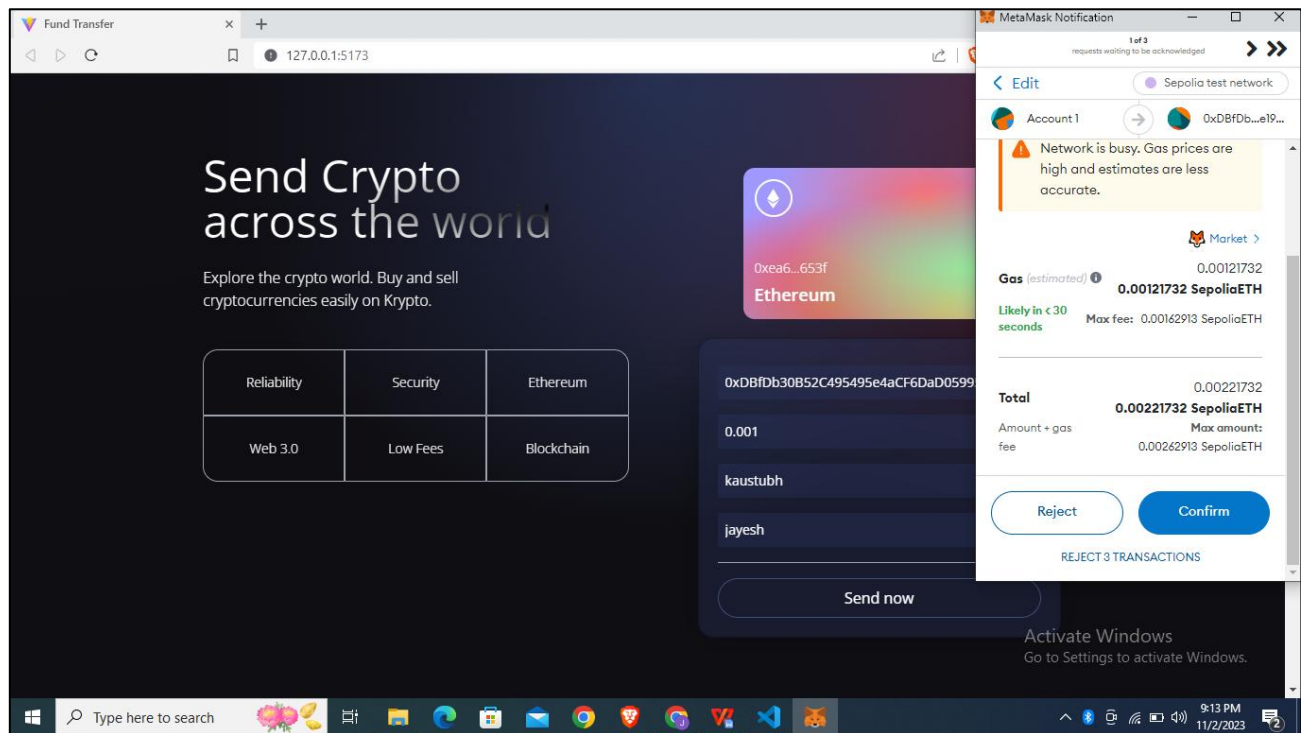 Fund Transfer
127.0.0.1:5173
MetaMask Notification
1 of 3
requests waiting to be acknowledged
Edit
Sepolia test network
Account 1
0xDBfDb...e19...
Network is busy. Gas prices are
high and estimates are less
accurate.
Market >
Gas (estimated)
0.00121732
0.00121732 SepoliaETH
Likely in < 30
seconds
Max fee: 0.00162913 SepoliaETH
Total
0.00221732
0.00221732 SepoliaETH
Amount + gas
fee
Max amount:
0.00262913 SepoliaETH
Reject
Confirm
REJECT 3 TRANSACTIONS
Send Crypto
across the world
Explore the crypto world. Buy and sell
cryptocurrencies easily on Krypto.
Reliability
Security
Ethereum
Web 3.0
Low Fees
Blockchain
0xea6...653f
Ethereum
0xDBfDb30B52C495495e4aCF6DaD0599
0.001
kaustubh
jayesh
Send now
Activate Windows
Go to Settings to activate Windows.
Type here to search
9:13 PM
11/2/2023
2